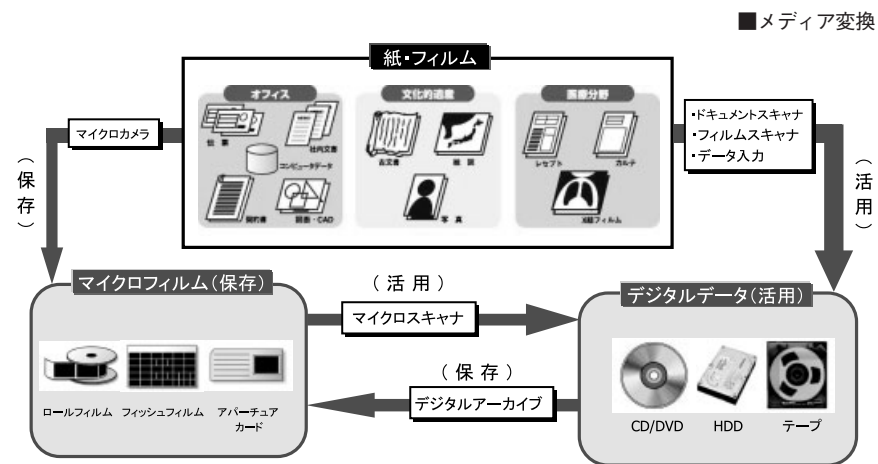 ■メディア変換
紙・フィルム
オフィス
伝票
社内文書
コンピュータデータ
契約書
図面・CAD
文化的遺産
古文書
絵図
写真
医療分野
レセプト
カルテ
X線フィルム
マイクロカメラ
・ドキュメントスキャナ
・フィルムスキャナ
・データ入力
(保存)
(活用)
マイクロフィルム(保存)
ロールフィルム
フィッシュフィルム
アパーチュア
カード
(活用)
マイクロスキャナ
(保存)
デジタルアーカイブ
デジタルデータ(活用)
CD/DVD
HDD
テープ